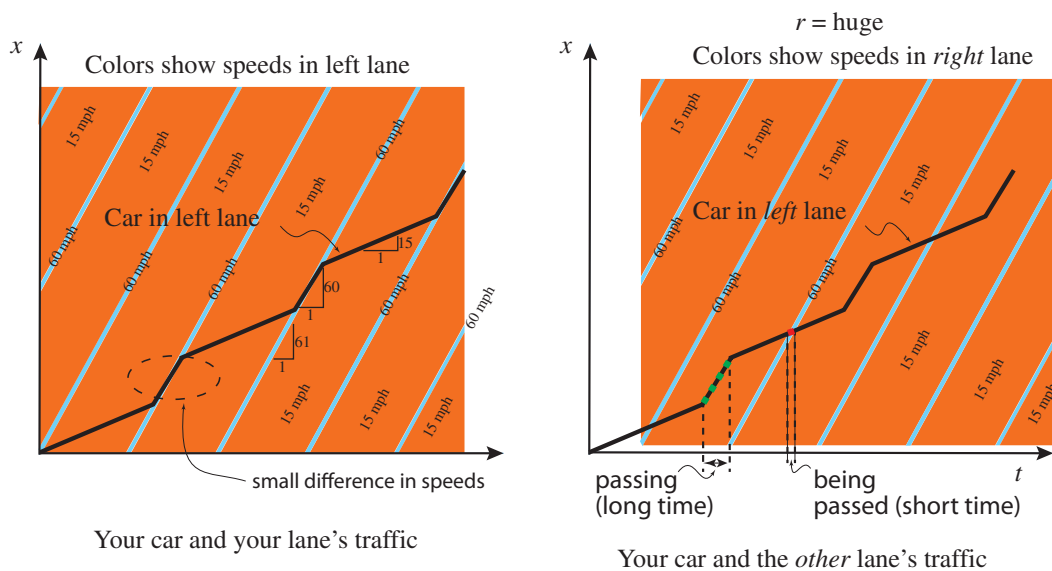 x
Colors show speeds in left lane
15 mph
15 mph
15 mph
60 mph
15 mph
Car in left lane
15
1
60 mph
60 mph
60 mph
60
1
60 mph
60 mph
61
1
15 mph
15 mph
15 mph
small difference in speeds
Your car and your lane's traffic
r = huge
x
Colors show speeds in right lane
15 mph
15 mph
15 mph
60 mph
Car in left lane
60 mph
60 mph
60 mph
15 mph
15 mph
15 mph
t
passing
(long time)
being
passed (short time)
Your car and the other lane's traffic